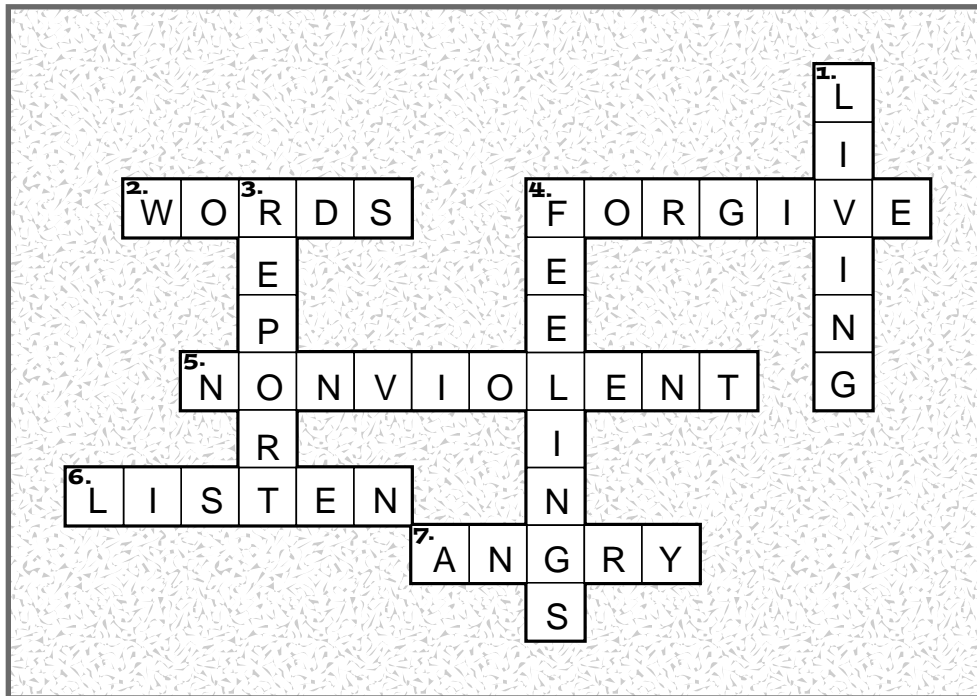 1.
L
I
2. W O 3. R D S 4. F O R G I V E
E E I
P E N
5. N O N V I O L E N T G
R I
6. L I S T E N N
7. A N G R Y
S